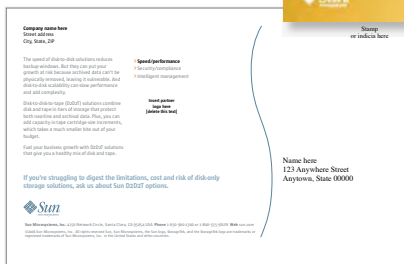 Company name here
Street address
City, State, ZIP
The speed of disk-to-disk solutions reduces
backup windows. But they can put your
growth at risk because archived data can't be
physically removed, leaving it vulnerable. And
disk-to-disk scalability can slow performance
and add complexity.
Disk-to-disk-to-tape (D2D2T) solutions combine
disk and tape in tiers of storage that protect
both nearline and archival data. Plus, you can
add capacity in tape cartridge-size increments,
which takes a much smaller bite out of your
budget.
Fuel your business growth with D2D2T solutions
that give you a healthy mix of disk and tape.
Speed/performance
Security/compliance
Intelligent management
Insert partner
logo here
[delete this text]
If you're struggling to digest the limitations, cost and risk of disk-only
storage solutions, ask us about Sun D2D2T options.
Sun
Sun Microsystems, Inc.
Web sun.com
Sun
Stamp
or indicia here
Name here
123 Anywhere Street
Anytown, State 00000